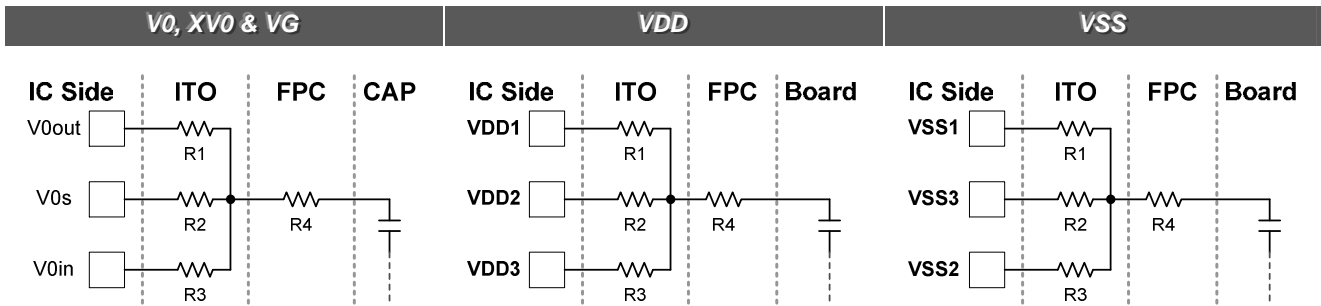 V0, XV0 & VG
VDD
VSS
IC Side ITO FPC CAP
V0out
R1
V0s
R2
R4
V0in
R3
IC Side ITO FPC Board
VDD1
R1
VDD2
R2
R4
VDD3
R3
IC Side ITO FPC Board
VSS1
R1
VSS3
R2
R4
VSS2
R3